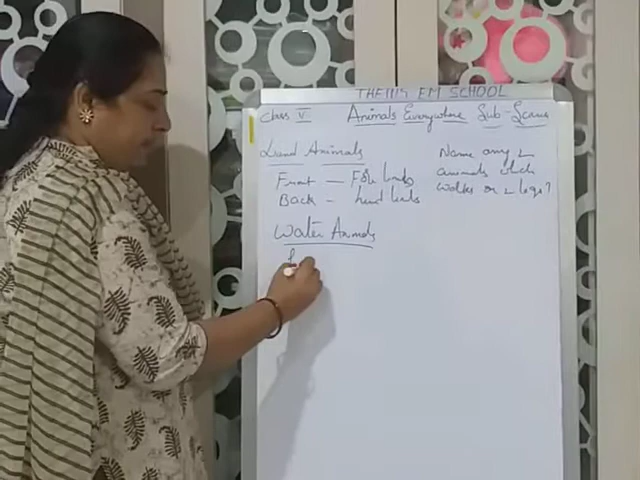 THEMIS EM SCHOOL
Class V Animals Everywhere Sub-Science
Land Animals
Front — Fore limbs
Back - hind limbs
Name any 2
animals which
walks on 2 legs?
Water Animals
f